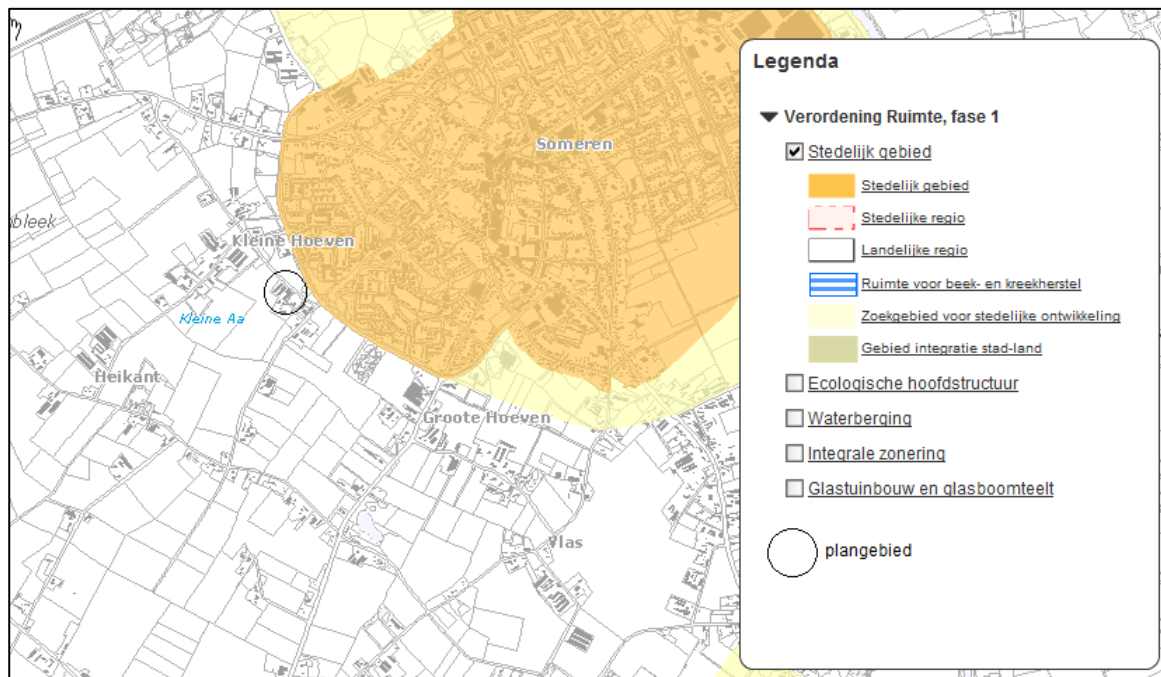 Legenda
Verordening Ruimte, fase 1
Stedelijk gebied
Stedelijk gebied
Stedelijke regio
Landelijke regio
Ruimte voor beek- en kreekherstel
Zoekgebied voor stedelijke ontwikkeling
Gebied integratie stad-land
Ecologische hoofdstructuur
Waterberging
Integrale zonering
Glastuinbouw en glasboomteelt
plangebied
Someren
bleek
Kleine Hoeven
Kleine Aa
Heikant
Groote Hoeven
Vlas